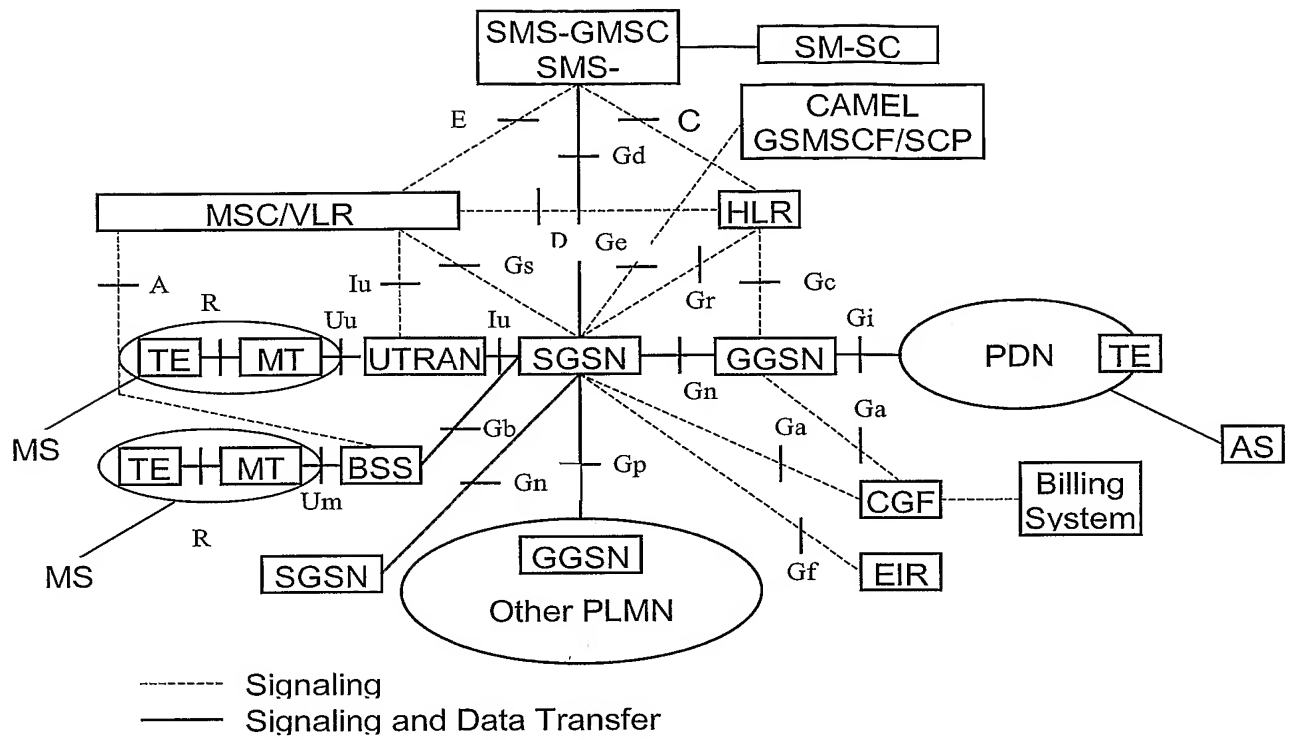 SMS-GMSC
SMS-
SM-SC
CAMEL
GSMSCF/SCP
E
C
Gd
MSC/VLR
HLR
D
Ge
Gs
A
Iu
Gr
Gc
R
Uu
Iu
Gi
TE
MT
UTRAN
SGSN
GGSN
PDN
TE
Gn
Ga
Ga
MS
Gb
AS
TE
MT
BSS
Gn
Gp
Um
CGF
Billing
System
R
GGSN
Gf
EIR
MS
SGSN
Other PLMN
Signaling
Signaling and Data Transfer